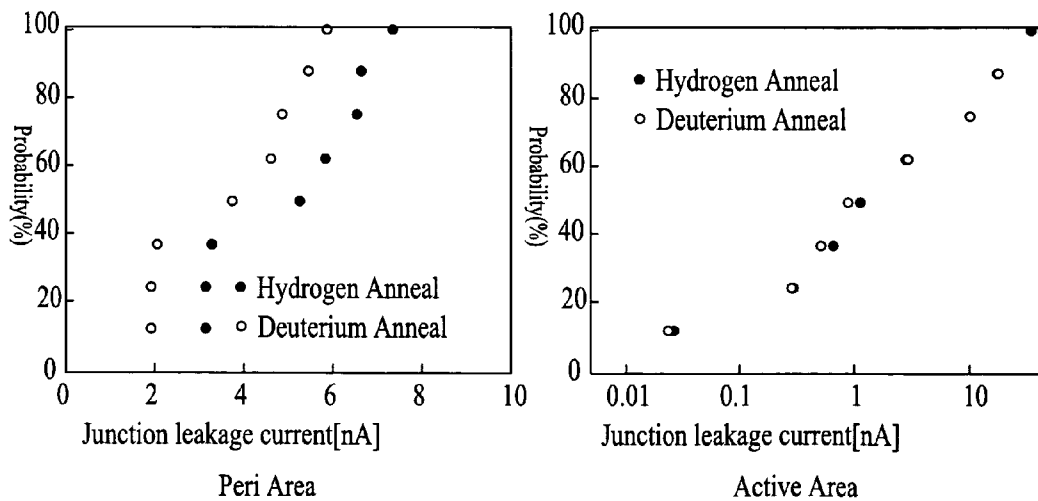 100
80
60
40
20
0
Probability(%)
Hydrogen Anneal
Deuterium Anneal
0 2 4 6 8 10
Junction leakage current[nA]
Peri Area
100
80
60
40
20
0
Probability(%)
Hydrogen Anneal
Deuterium Anneal
0.01 0.1 1 10
Junction leakage current[nA]
Active Area